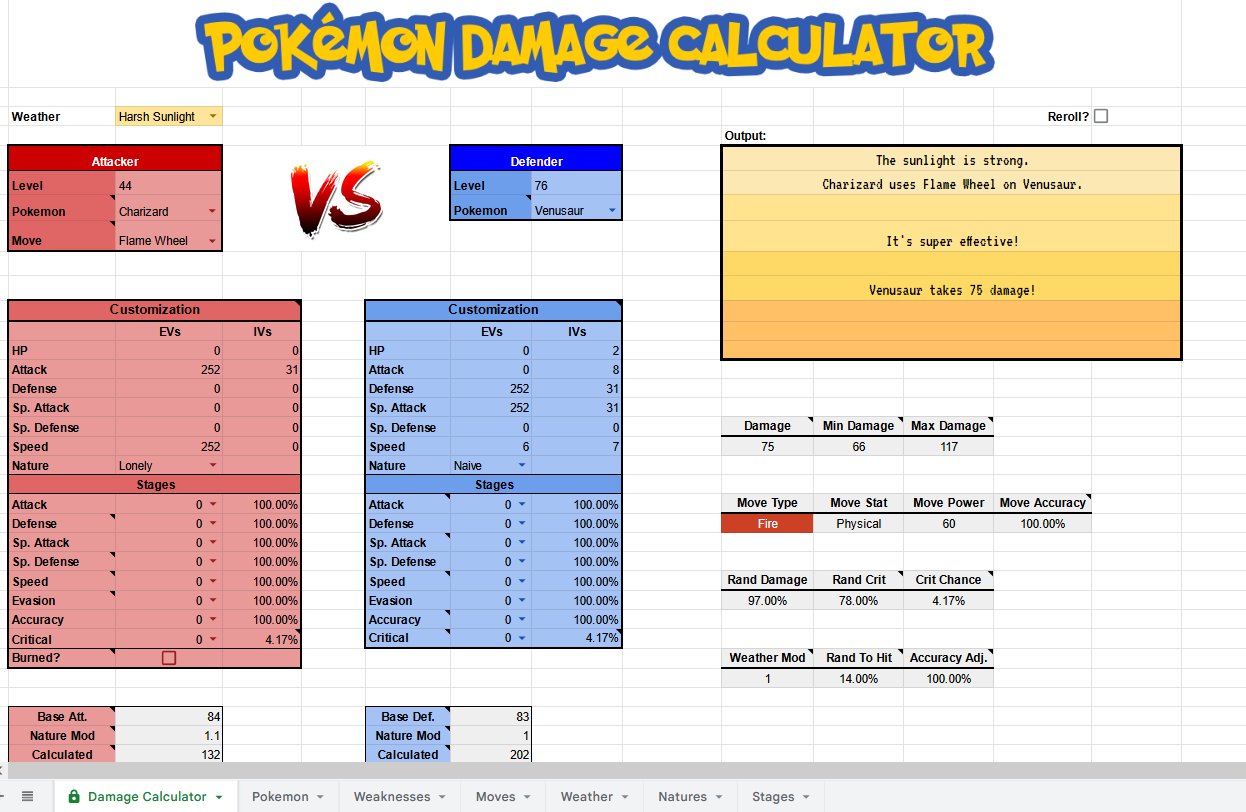 POKéMON DAMAGE CALCULATOR
Weather Harsh Sunlight
Reroll?
Output:
Attacker
Level 44
Pokemon Charizard
Move Flame Wheel
VS
Defender
Level 76
Pokemon Venusaur
The sunlight is strong.
Charizard uses Flame Wheel on Venusaur.
It's super effective!
Venusaur takes 75 damage!
Customization
EVs IVs
HP 0 0
Attack 252 31
Defense 0 0
Sp. Attack 0 0
Sp. Defense 0 0
Speed 252 0
Nature Lonely
Stages
Attack 0 100.00%
Defense 0 100.00%
Sp. Attack 0 100.00%
Sp. Defense 0 100.00%
Speed 0 100.00%
Evasion 0 100.00%
Accuracy 0 100.00%
Critical 0 4.17%
Burned?
Customization
EVs IVs
HP 0 2
Attack 0 8
Defense 252 31
Sp. Attack 252 31
Sp. Defense 0 0
Speed 6 7
Nature Naive
Stages
Attack 0 100.00%
Defense 0 100.00%
Sp. Attack 0 100.00%
Sp. Defense 0 100.00%
Speed 0 100.00%
Evasion 0 100.00%
Accuracy 0 100.00%
Critical 0 4.17%
Damage Min Damage Max Damage
75 66 117
Move Type Move Stat Move Power Move Accuracy
Fire Physical 60 100.00%
Rand Damage Rand Crit Crit Chance
97.00% 78.00% 4.17%
Weather Mod Rand To Hit Accuracy Adj.
1 14.00% 100.00%
Base Att. 84
Nature Mod 1.1
Calculated 132
Base Def. 83
Nature Mod 1
Calculated 202
Damage Calculator Pokemon Weaknesses Moves Weather Natures Stages